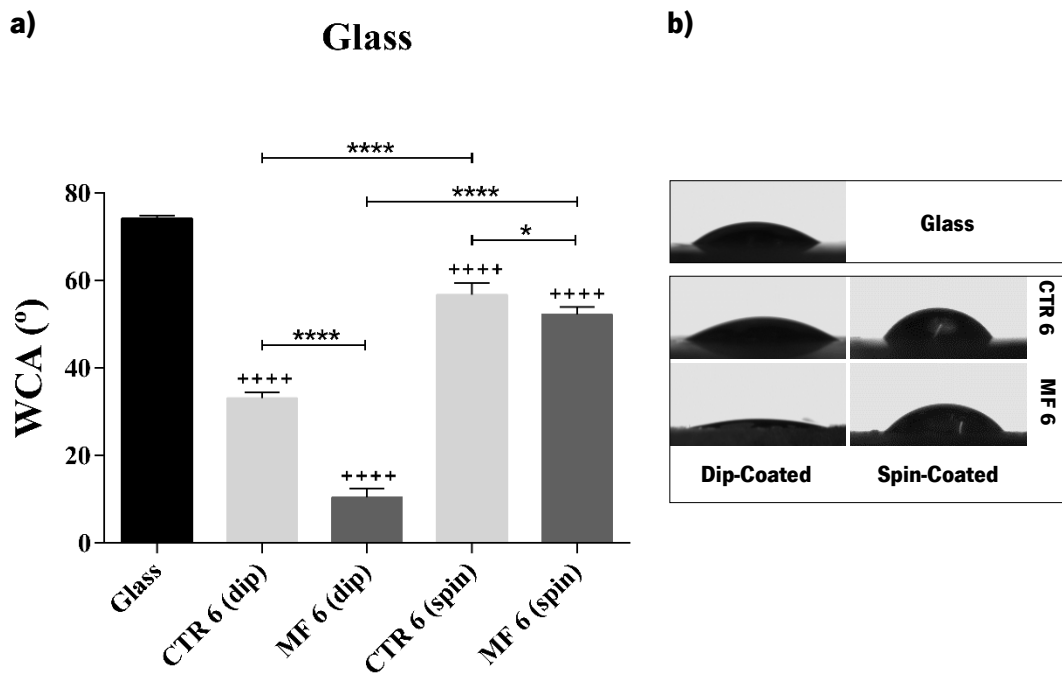 a)
Glass
WCA (º)
80
60
40
20
0
****
****
*
++++
++++
****
++++
++++
Glass
CTR 6 (dip)
MF 6 (dip)
CTR 6 (spin)
MF 6 (spin)
b)
Glass
CTR 6
MF 6
Dip-Coated
Spin-Coated